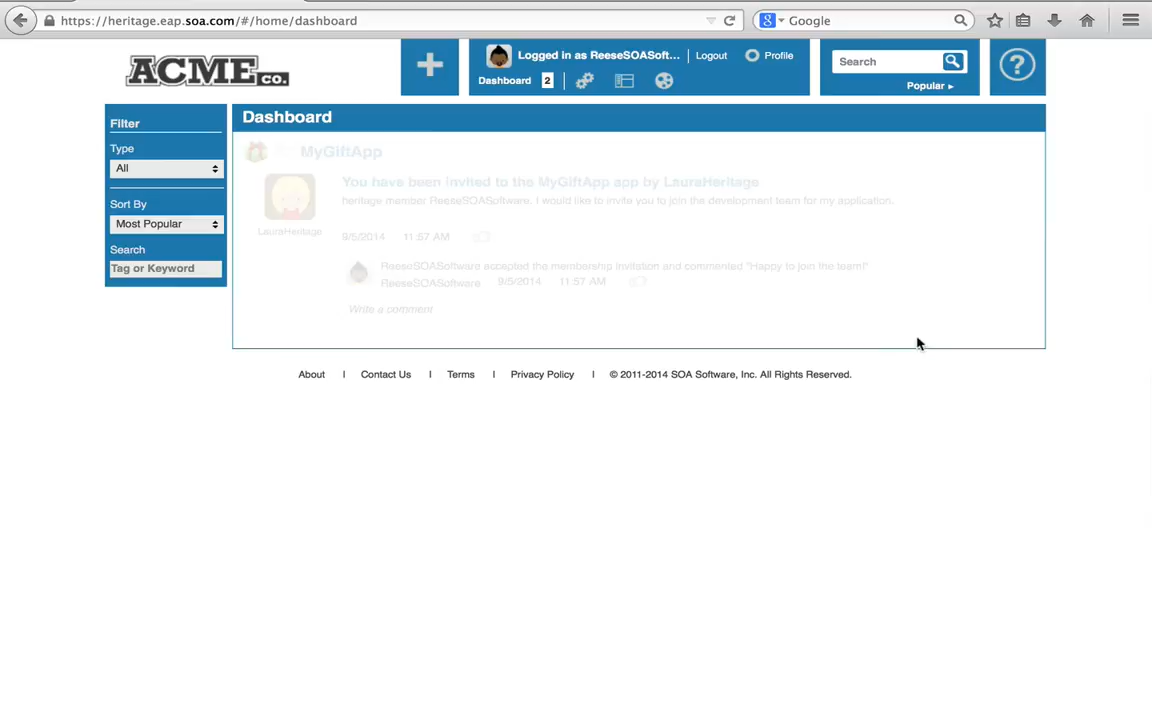 https://heritage.eap.soa.com/#/home/dashboard
Google
ACME CO.
Logged in as ReeseSOASoft...
Logout
Profile
Dashboard
2
Search
Popular ▸
?
Filter
Type
All
Sort By
Most Popular
Search
Tag or Keyword
Dashboard
MyGiftApp
You have been invited to the MyGiftApp app by LauraHeritage
heritage member ReeseSOASoftware. I would like to invite you to join the development team for my application.
LauraHeritage
9/5/2014 11:57 AM
ReeseSOASoftware accepted the membership invitation and commented "Happy to join the team!"
ReeseSOASoftware 9/5/2014 11:57 AM
Write a comment
About | Contact Us | Terms | Privacy Policy | © 2011-2014 SOA Software, Inc. All Rights Reserved.